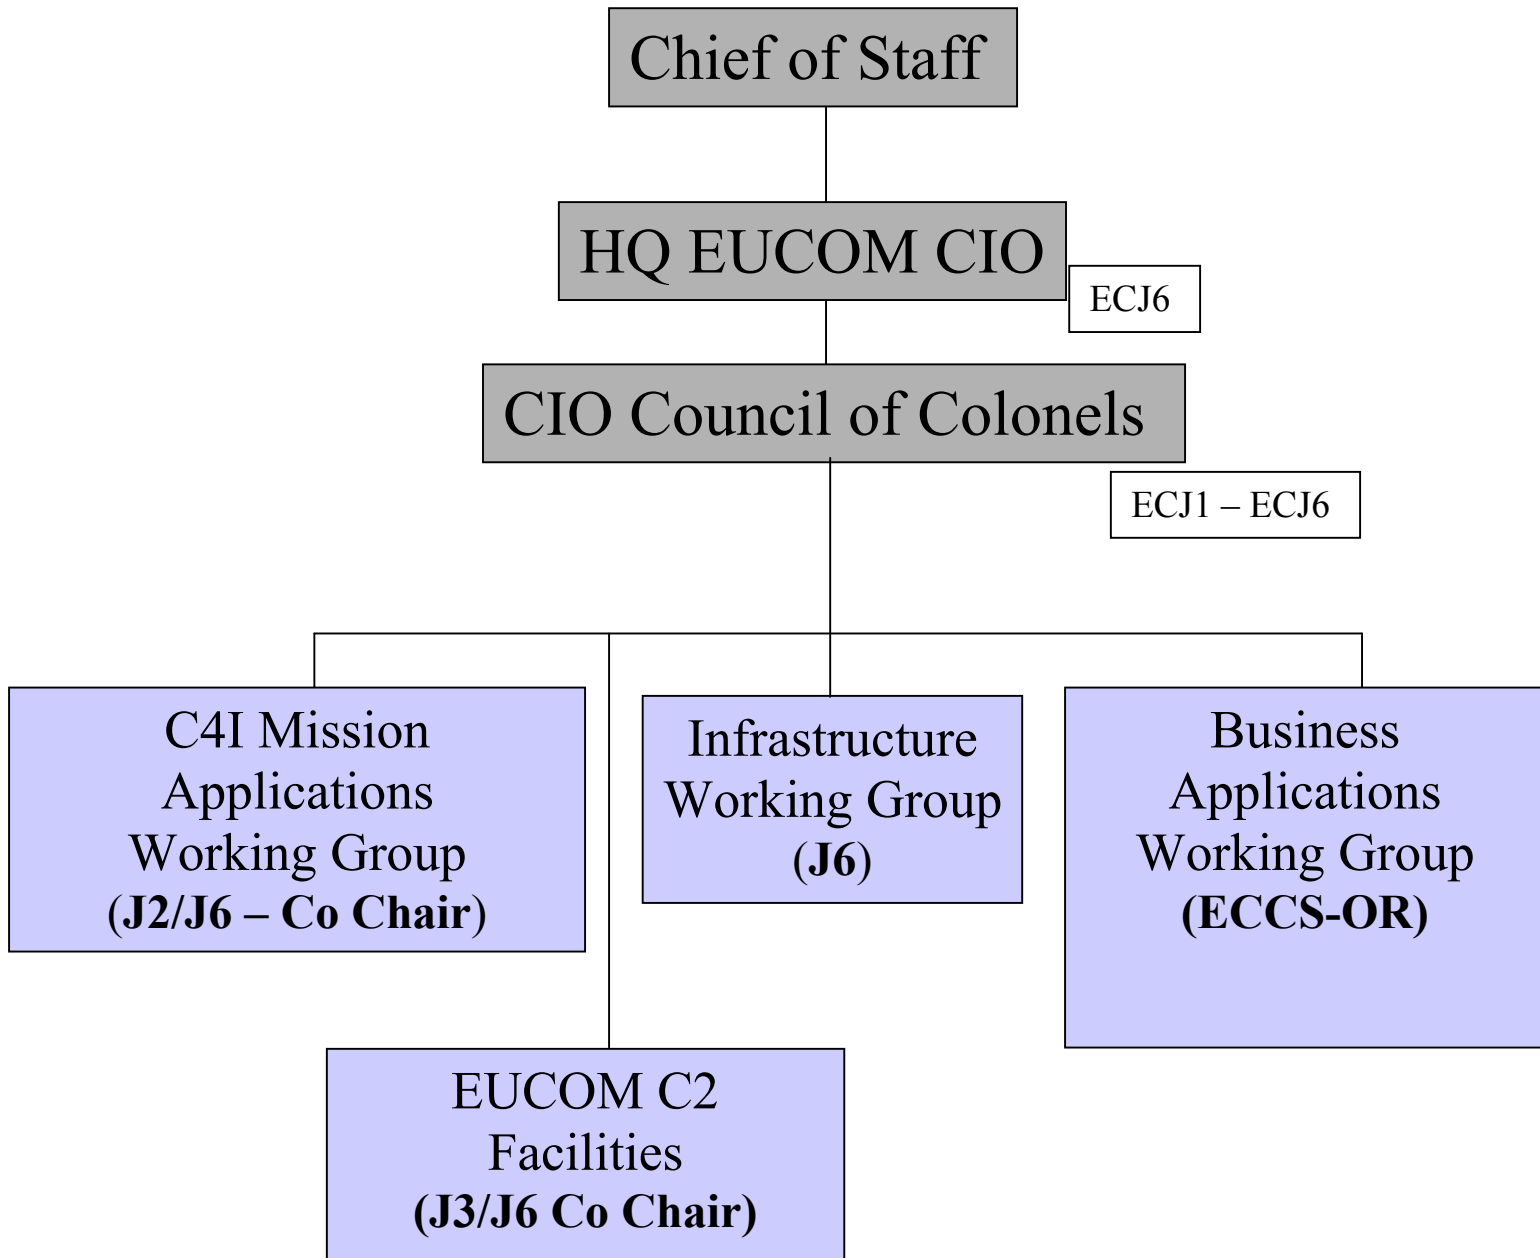 Chief of Staff
HQ EUCOM CIO
ECJ6
CIO Council of Colonels
ECJ1 – ECJ6
C4I Mission
Applications
Working Group
(J2/J6 – Co Chair)
Infrastructure
Working Group
(J6)
Business
Applications
Working Group
(ECCS-OR)
EUCOM C2
Facilities
(J3/J6 Co Chair)